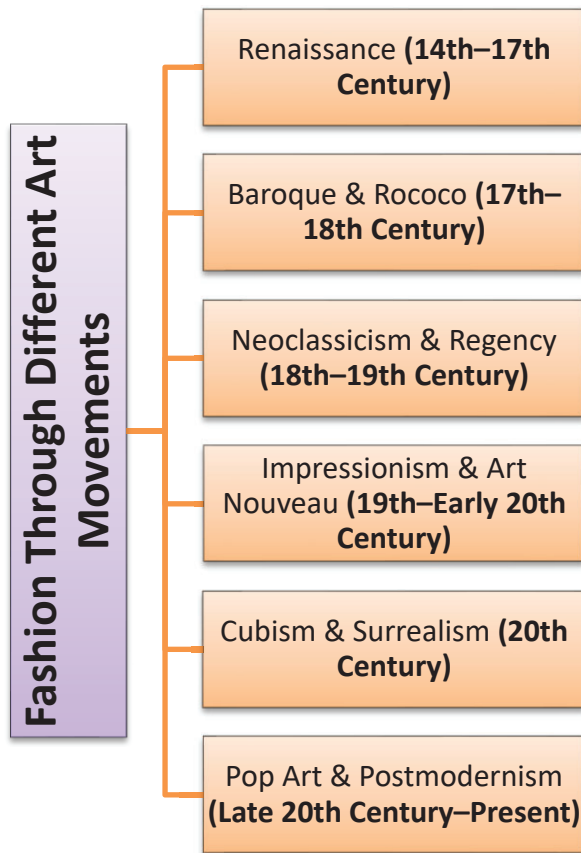 Fashion Through Different Art
Movements
Renaissance (14th–17th
Century)
Baroque & Rococo (17th–
18th Century)
Neoclassicism & Regency
(18th–19th Century)
Impressionism & Art
Nouveau (19th–Early 20th
Century)
Cubism & Surrealism (20th
Century)
Pop Art & Postmodernism
(Late 20th Century–Present)